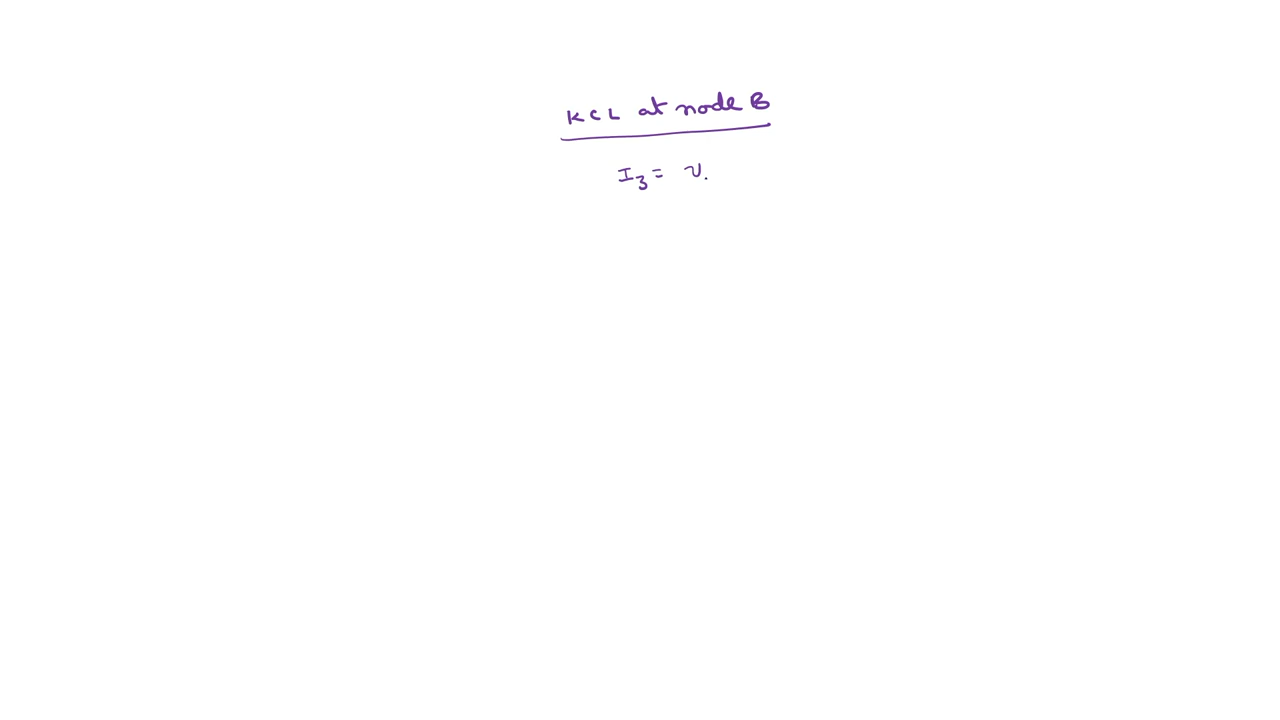 KCL at node B
I₃ = v.